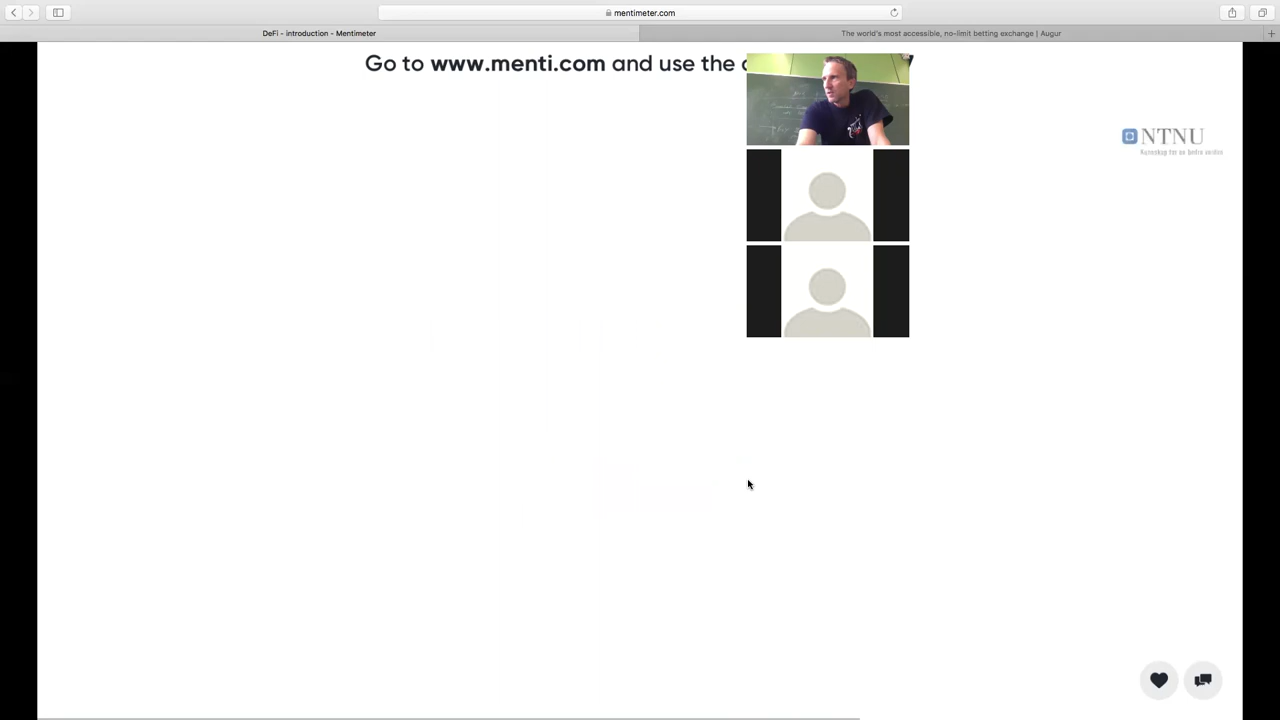 mentimeter.com
DeFi - introduction - Mentimeter
The world's most accessible, no-limit betting exchange | Augur
Go to www.menti.com and use the
NTNU